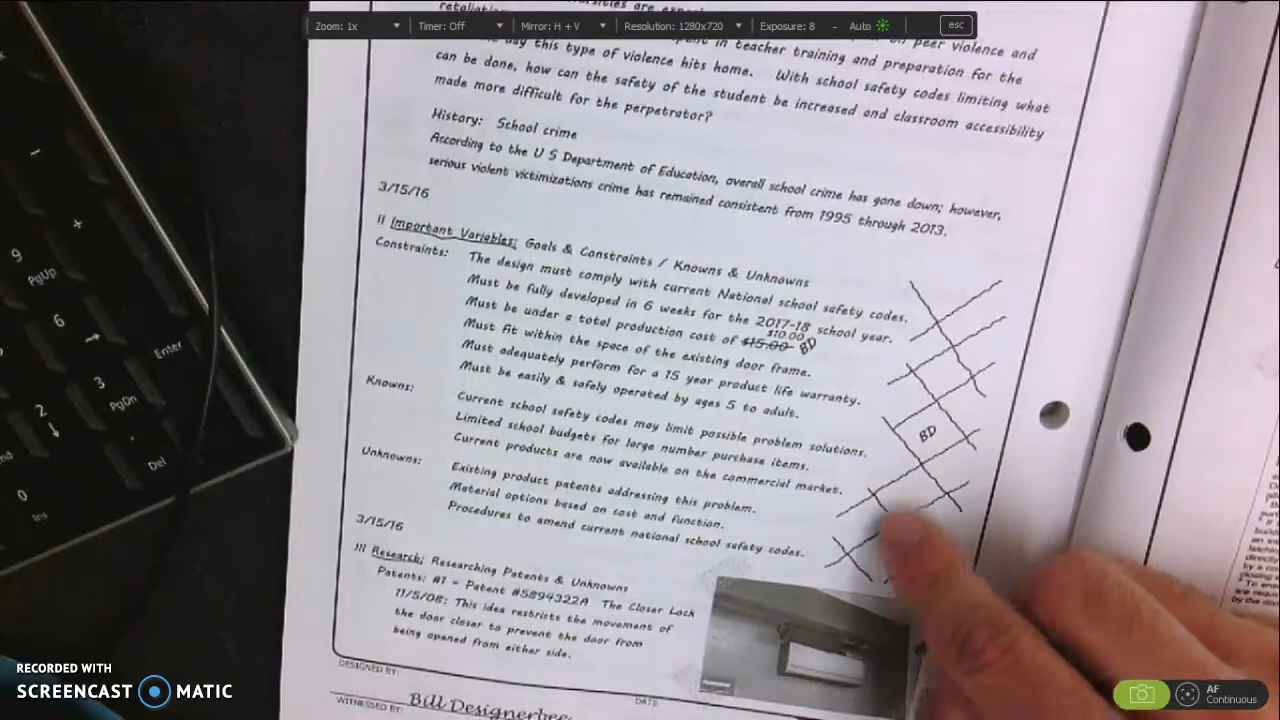 Zoom: 1x Timer: Off Mirror: H + V Resolution: 1280x720 Exposure: 8 - Auto esc
retaliation
on peer violence and
day this type of violence hits home. in teacher training and preparation for the
can be done, how can the safety of the student be increased and classroom accessibility
With school safety codes limiting what
made more difficult for the perpetrator?
History: School crime
According to the U S Department of Education, overall school crime has gone down; however,
serious violent victimizations crime has remained consistent from 1995 through 2013.
3/15/16
II Important Variables: Goals & Constraints / Knowns & Unknowns
Constraints: The design must comply with current National school safety codes.
Must be fully developed in 6 weeks for the 2017-18 school year.
$10.00
Must be under a total production cost of $15.00 BD
Must fit within the space of the existing door frame.
Must adequately perform for a 15 year product life warranty.
Must be easily & safely operated by ages 5 to adult.
Knowns: Current school safety codes may limit possible problem solutions.
Limited school budgets for large number purchase items.
Current products are now available on the commercial market.
BD
Unknowns: Existing product patents addressing this problem.
Material options based on cost and function.
Procedures to amend current national school safety codes.
3/15/16
III Research: Researching Patents & Unknowns
Patents: #1 = Patent #5894322A The Closer Lock
11/5/08: This idea restricts the movement of
the door closer to prevent the door from
being opened from either side.
DESIGNED BY:
DATE
WITNESSED BY: Bill Designerbee
-
+
9
PgUp
6
→
Enter
3
PgDn
2
↓
Del
0
Ins
RECORDED WITH
SCREENCAST MATIC
AF
Continuous